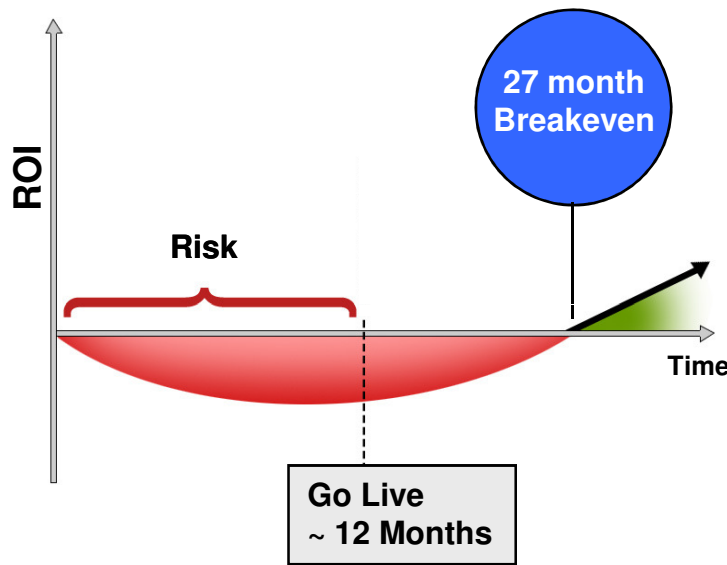 27 month
Breakeven
ROI
Risk
Time
Go Live
~ 12 Months